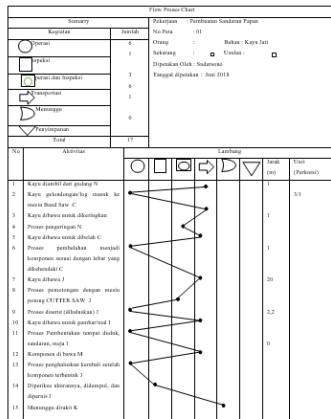 Flow Proses Chart
Sumarry
Pekerjaan : Pembuatan Sandaran Papan
Kegiatan Jumlah
No Peta : 01
Operasi 6
Orang : Bahan : Kayu Jati
Inspeksi 1
Sekarang : Usulan :
Dipetakan Oleh : Sudarsono
Operasi dan Inspeksi 3
Tanggal dipetakan : Juni 2018
Transportasi 6
1
Menunggu 0
Penyimpanan
Total 17
No Aktivitas Lambang
Jarak (m) Unit (Perkomi)
1 Kayu diambil dari gudang N 1
2 Kayu gelondongan/log masuk ke mesin Band Saw C 3/1
3 Kayu dibawa untuk dikeringkan 1
4 Proses pengeringan N
5 Kayu dibawa untuk dibelah C
6 Proses pembelahan menjadi 1
komponen sesuai dengan lebar yang
dikehendaki C
7 Kayu dibawa J 20
8 Proses pemotongan dengan mesin
potong CUTTER SAW J
9 Proses diserut (dihaluskan) J 2,2
10 Kayu dibawa untuk gambar/mal I
11 Proses Pembentukan tempat duduk, 0
sandaran, meja I
12 Komponen di bawa M
13 Proses penghalusan kembali setelah
komponen terbentuk J
14 Diperiksa ukurannya, didempul, dan
dipernis J
15 Menunggu dirakit K